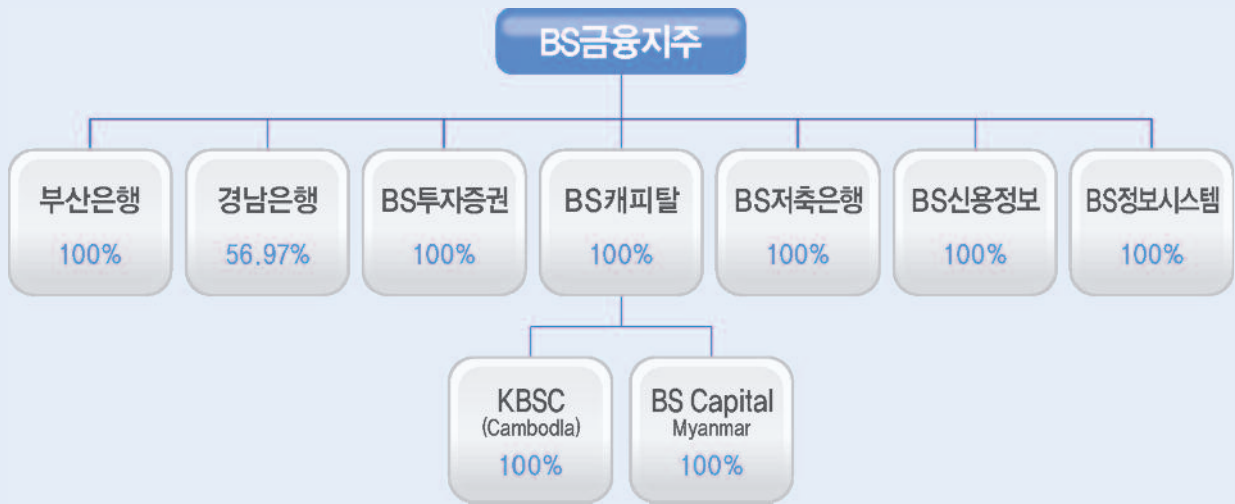 BS금융지주
부산은행
100%
경남은행
56.97%
BS투자증권
100%
BS캐피탈
100%
BS저축은행
100%
BS신용정보
100%
BS정보시스템
100%
KBSC
(Cambodla)
100%
BS Capital
Myanmar
100%